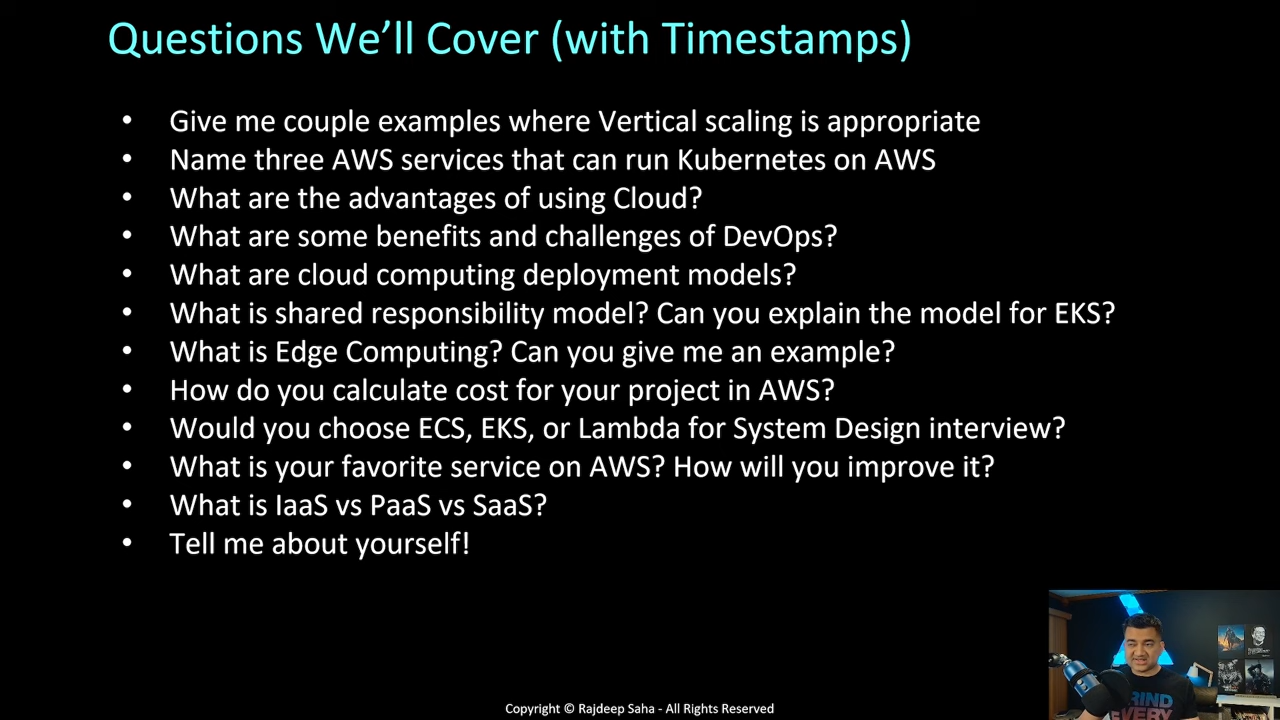 Questions We'll Cover (with Timestamps)
• Give me couple examples where Vertical scaling is appropriate
• Name three AWS services that can run Kubernetes on AWS
• What are the advantages of using Cloud?
• What are some benefits and challenges of DevOps?
• What are cloud computing deployment models?
• What is shared responsibility model? Can you explain the model for EKS?
• What is Edge Computing? Can you give me an example?
• How do you calculate cost for your project in AWS?
• Would you choose ECS, EKS, or Lambda for System Design interview?
• What is your favorite service on AWS? How will you improve it?
• What is IaaS vs PaaS vs SaaS?
• Tell me about yourself!
Copyright © Rajdeep Saha - All Rights Reserved